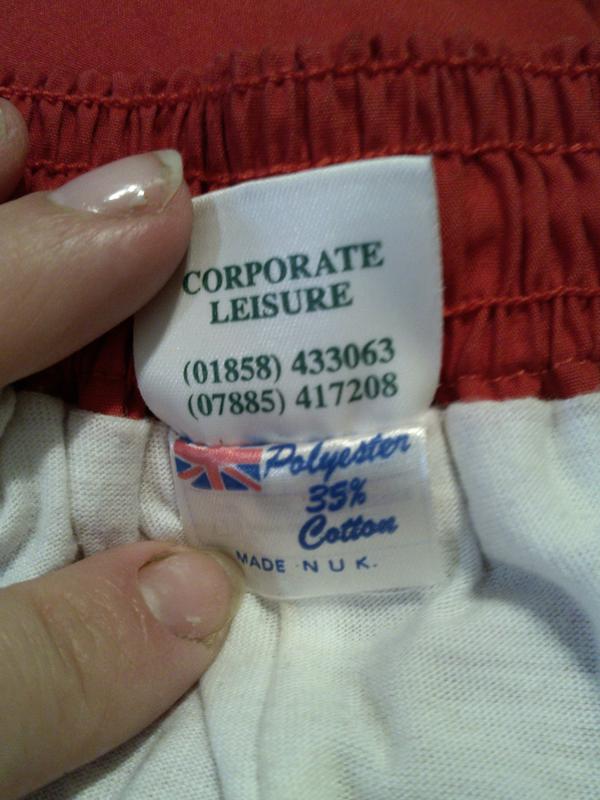 CORPORATE
LEISURE
(01858) 433063
(07885) 417208
Polyester
35%
Cotton
MADE N U K.